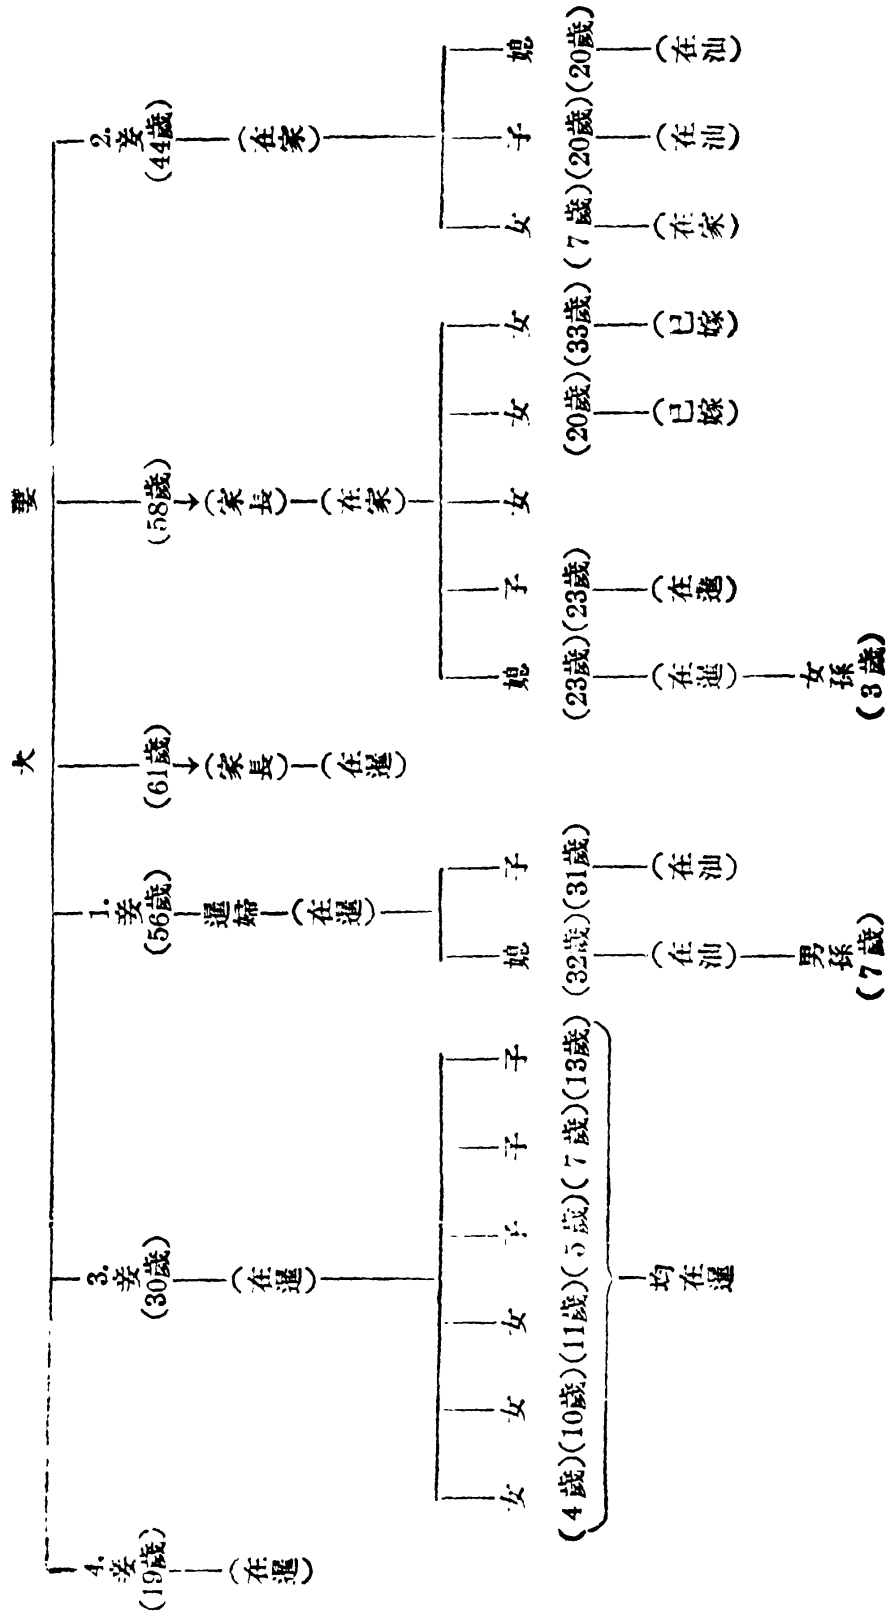 夫 妻
4. 妾 3. 妾 1. 妾 2. 妾
(19歲) (30歲) (56歲) (61歲) (58歲) (44歲)
(在暹) (在暹) 暹婦 (家長) (家長) (在家)
(在暹) (在暹) (在家)
女 女 女 子 子 子 媳 子 媳 子 女 女 女 女 子 媳
(4歲)(10歲)(11歲)(5歲)(7歲)(13歲) (32歲)(31歲) (23歲)(23歲) (20歲)(33歲) (7歲)(20歲)(20歲)
均在暹 (在汕) (在汕) (在暹) (在暹) (已嫁) (已嫁) (在家) (在汕) (在汕)
男孫 女孫
(7歲) (3歲)